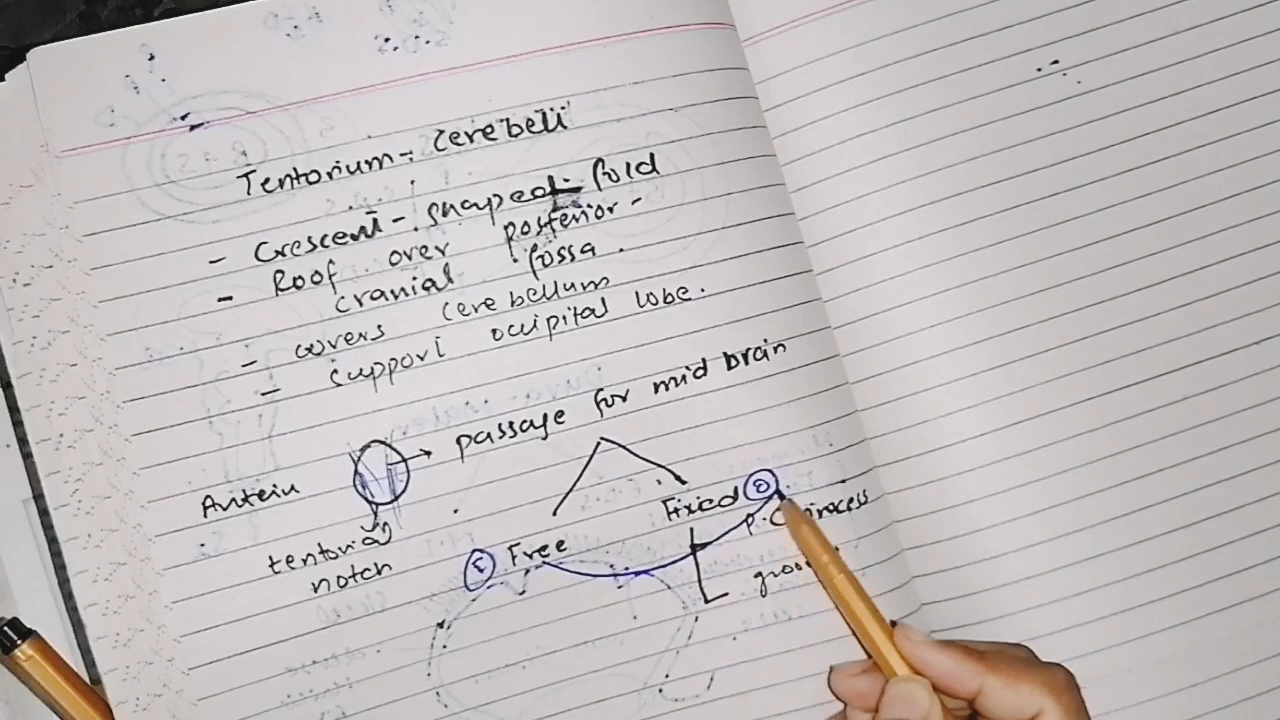 Tentorium - cerebeli
- Crescent - shaped fold
- Roof over posterior -
cranial fossa.
- covers cerebellum
- support occipital lobe.
passage for mid brain
Anteiu
tentorial
notch
Fixed O
P. C process
I Free